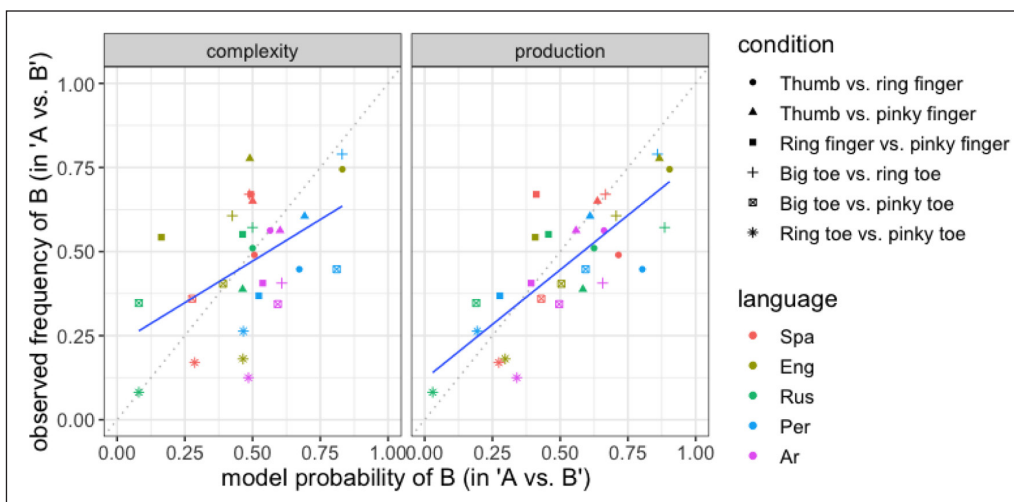 complexity
production
1.00
0.75
0.50
0.25
0.00
observed frequency of B (in 'A vs. B')
0.00 0.25 0.50 0.75 1.00 0.00 0.25 0.50 0.75 1.00
model probability of B (in 'A vs. B')
condition
Thumb vs. ring finger
Thumb vs. pinky finger
Ring finger vs. pinky finger
Big toe vs. ring toe
Big toe vs. pinky toe
Ring toe vs. pinky toe
language
Spa
Eng
Rus
Per
Ar